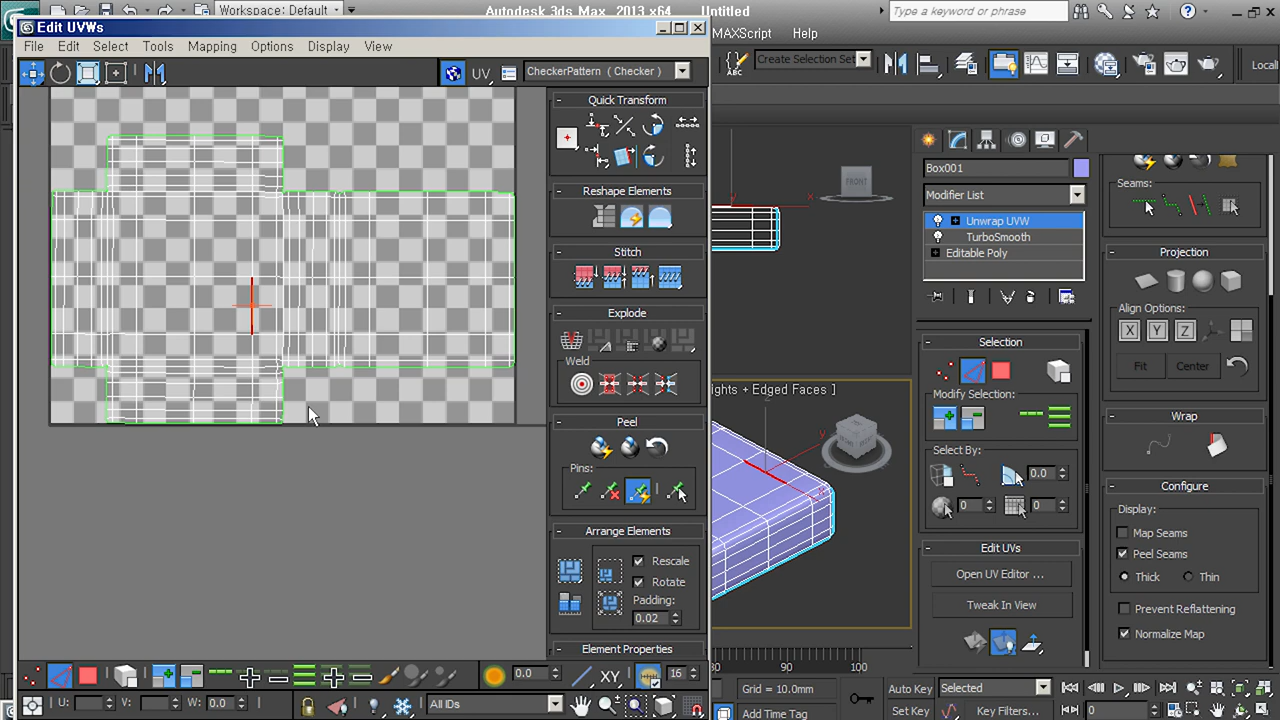 Workspace: Default
Autodesk 3ds Max 2013 x64
Untitled
Type a keyword or phrase
Edit UVWs
MAXScript
Help
File
Edit
Select
Tools
Mapping
Options
Display
View
Create Selection Set
Locali
UV
CheckerPattern ( Checker )
Quick Transform
Reshape Elements
Stitch
Explode
Weld
Peel
Pins:
Arrange Elements
Rescale
Rotate
Padding:
0.02
Element Properties
FRONT
ights + Edged Faces ]
Box001
Modifier List
Unwrap UVW
TurboSmooth
Editable Poly
Selection
Modify Selection:
Select By:
0.0
0
0
Edit UVs
Open UV Editor ...
Tweak In View
Seams:
Projection
Align Options:
X
Y
Z
Fit
Center
Wrap
Configure
Display:
Map Seams
Peel Seams
Thick
Thin
Prevent Reflattening
Normalize Map
0.0
XY
16
U:
V:
W: 0.0
All IDs
80
90
100
Grid = 10.0mm
Add Time Tag
Auto Key
Selected
Set Key
Key Filters...
0